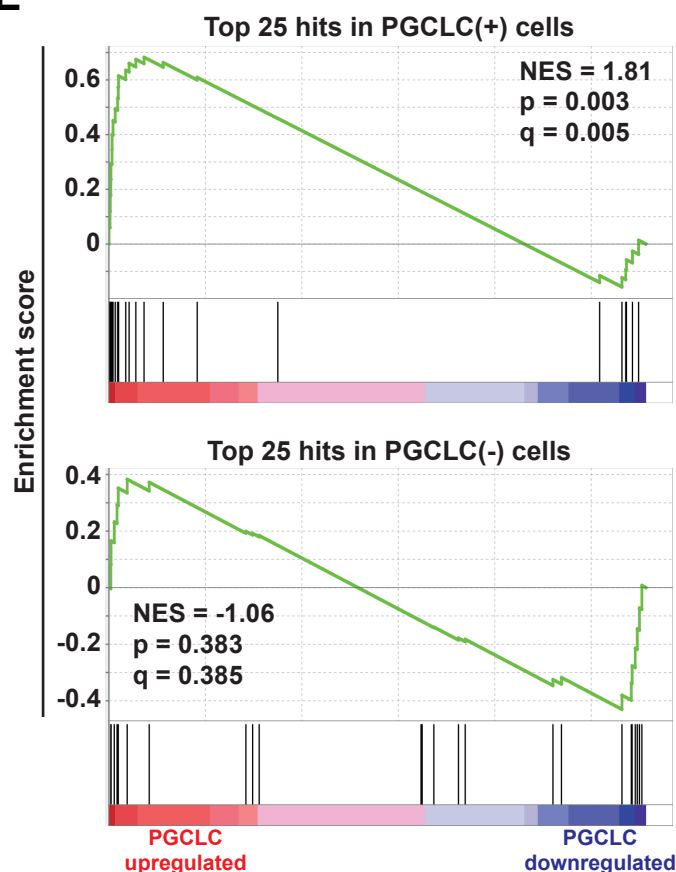 E
Top 25 hits in PGCLC(+) cells
NES = 1.81
p = 0.003
q = 0.005
0.6
0.4
0.2
0
Enrichment score
Top 25 hits in PGCLC(-) cells
0.4
0.2
0
-0.2
-0.4
NES = -1.06
p = 0.383
q = 0.385
PGCLC
upregulated
PGCLC
downregulated